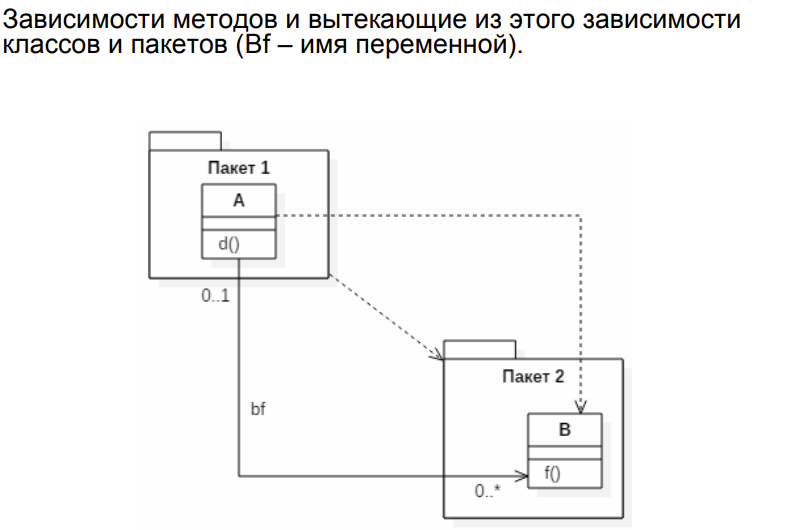 Зависимости методов и вытекающие из этого зависимости
классов и пакетов (Bf – имя переменной).
Пакет 1
A
d()
0..1
bf
Пакет 2
B
f()
0..*